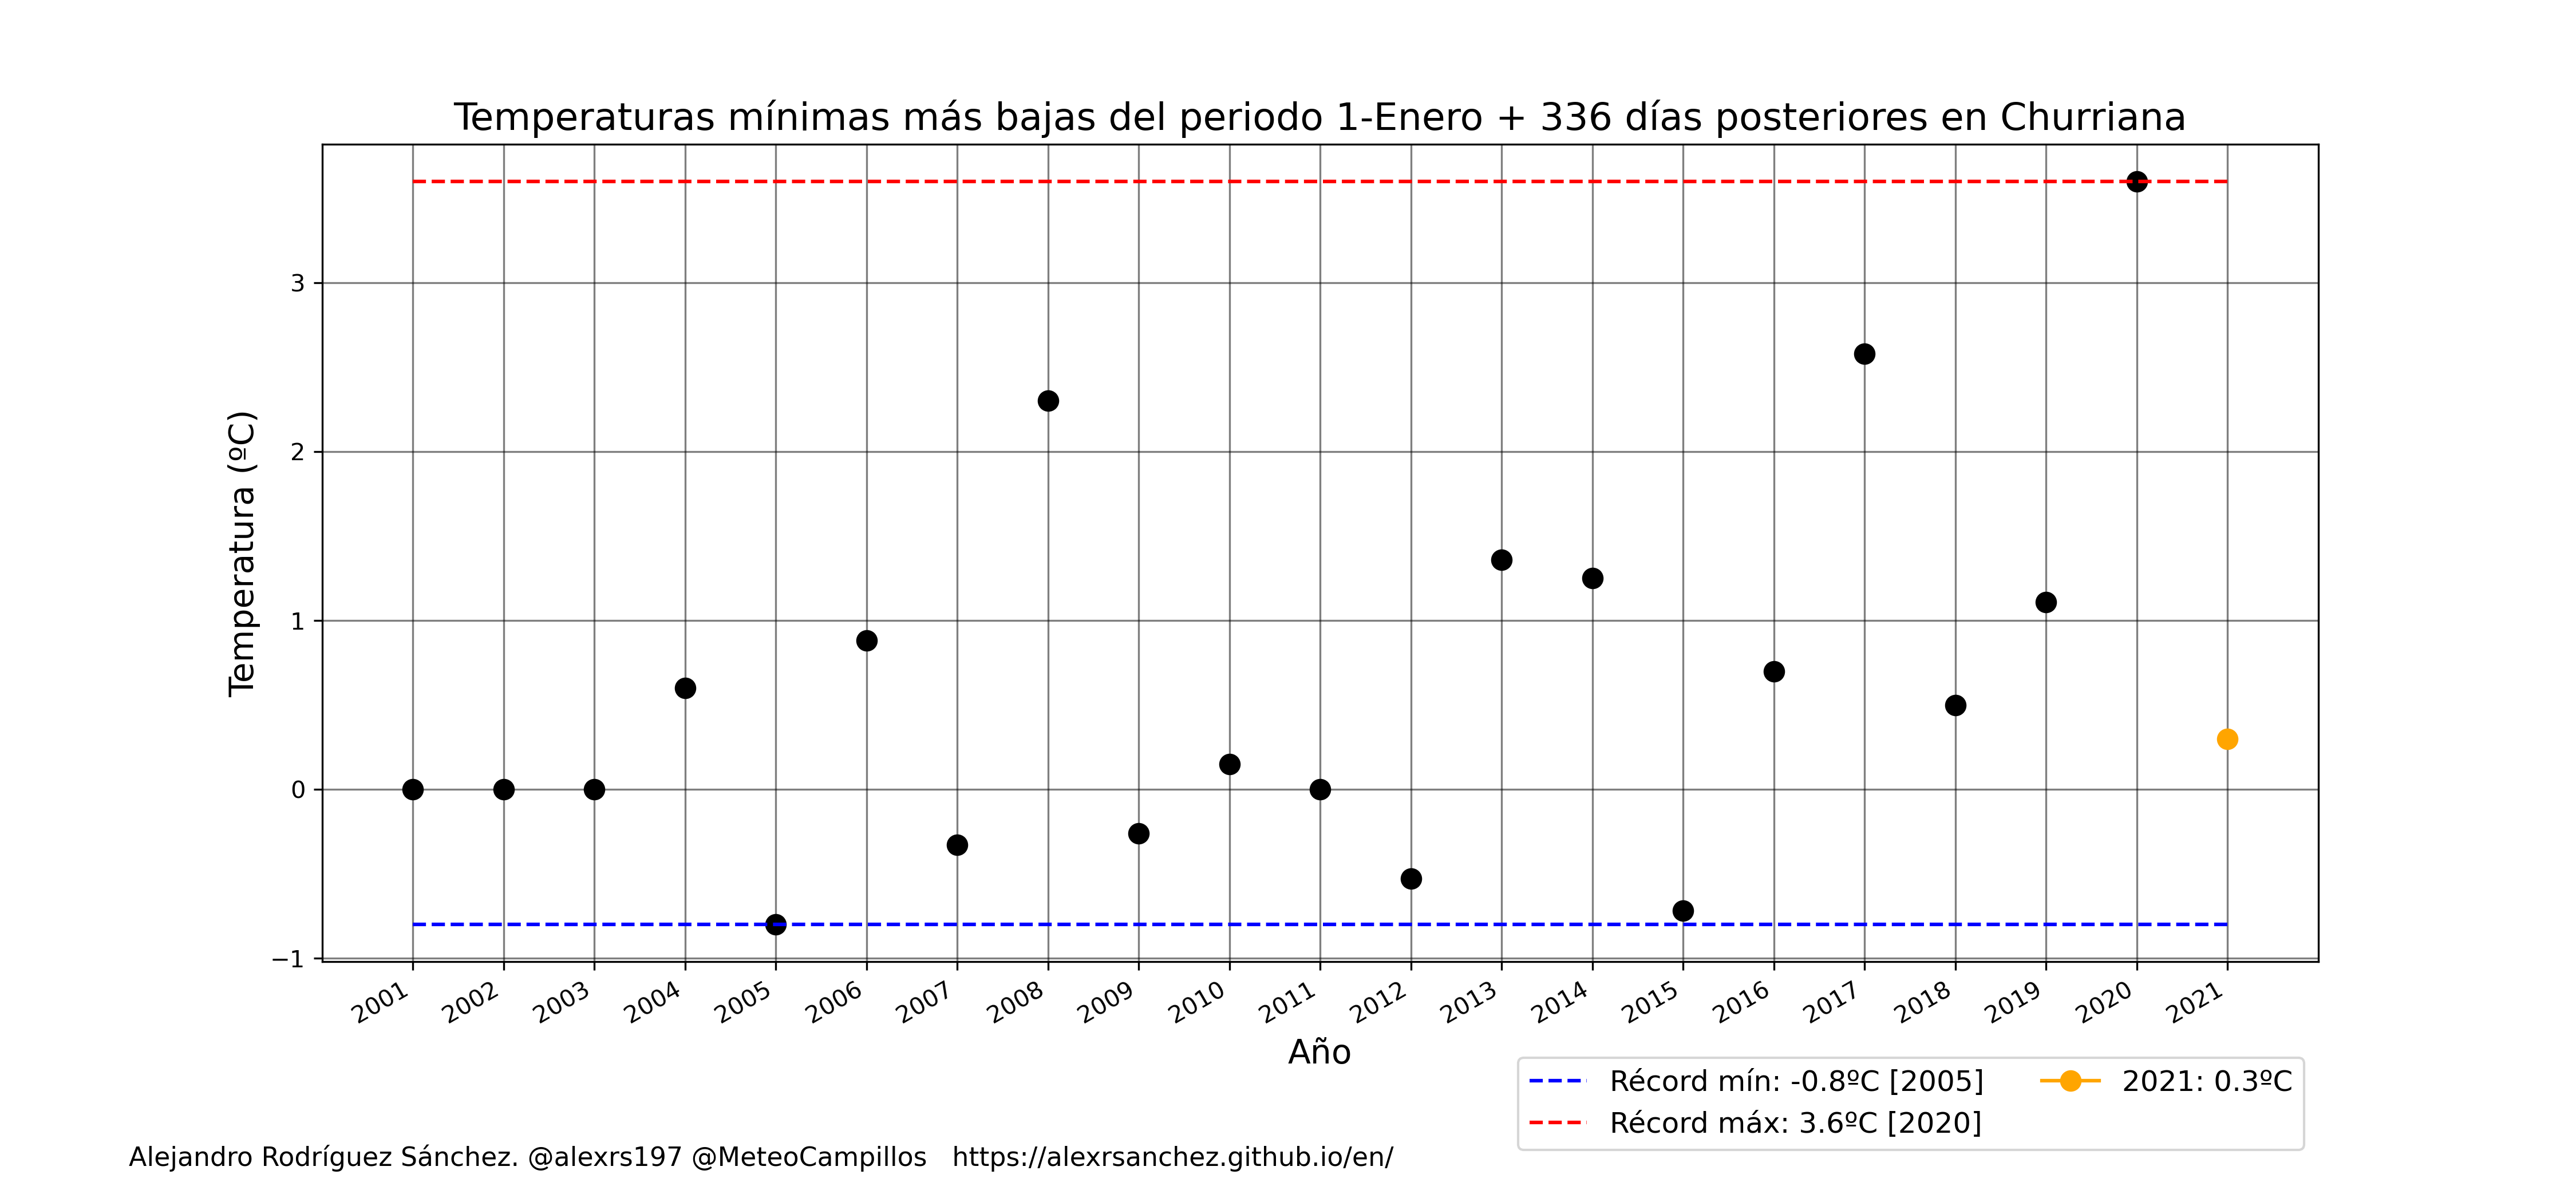 Temperaturas mínimas más bajas del periodo 1-Enero + 336 días posteriores en Churriana
Temperatura (ºC)
3
2
1
0
−1
2001 2002 2003 2004 2005 2006 2007 2008 2009 2010 2011 2012 2013 2014 2015 2016 2017 2018 2019 2020 2021
Año
Récord mín: -0.8ºC [2005]
Récord máx: 3.6ºC [2020]
2021: 0.3ºC
Alejandro Rodríguez Sánchez. @alexrs197 @MeteoCampillos https://alexrsanchez.github.io/en/